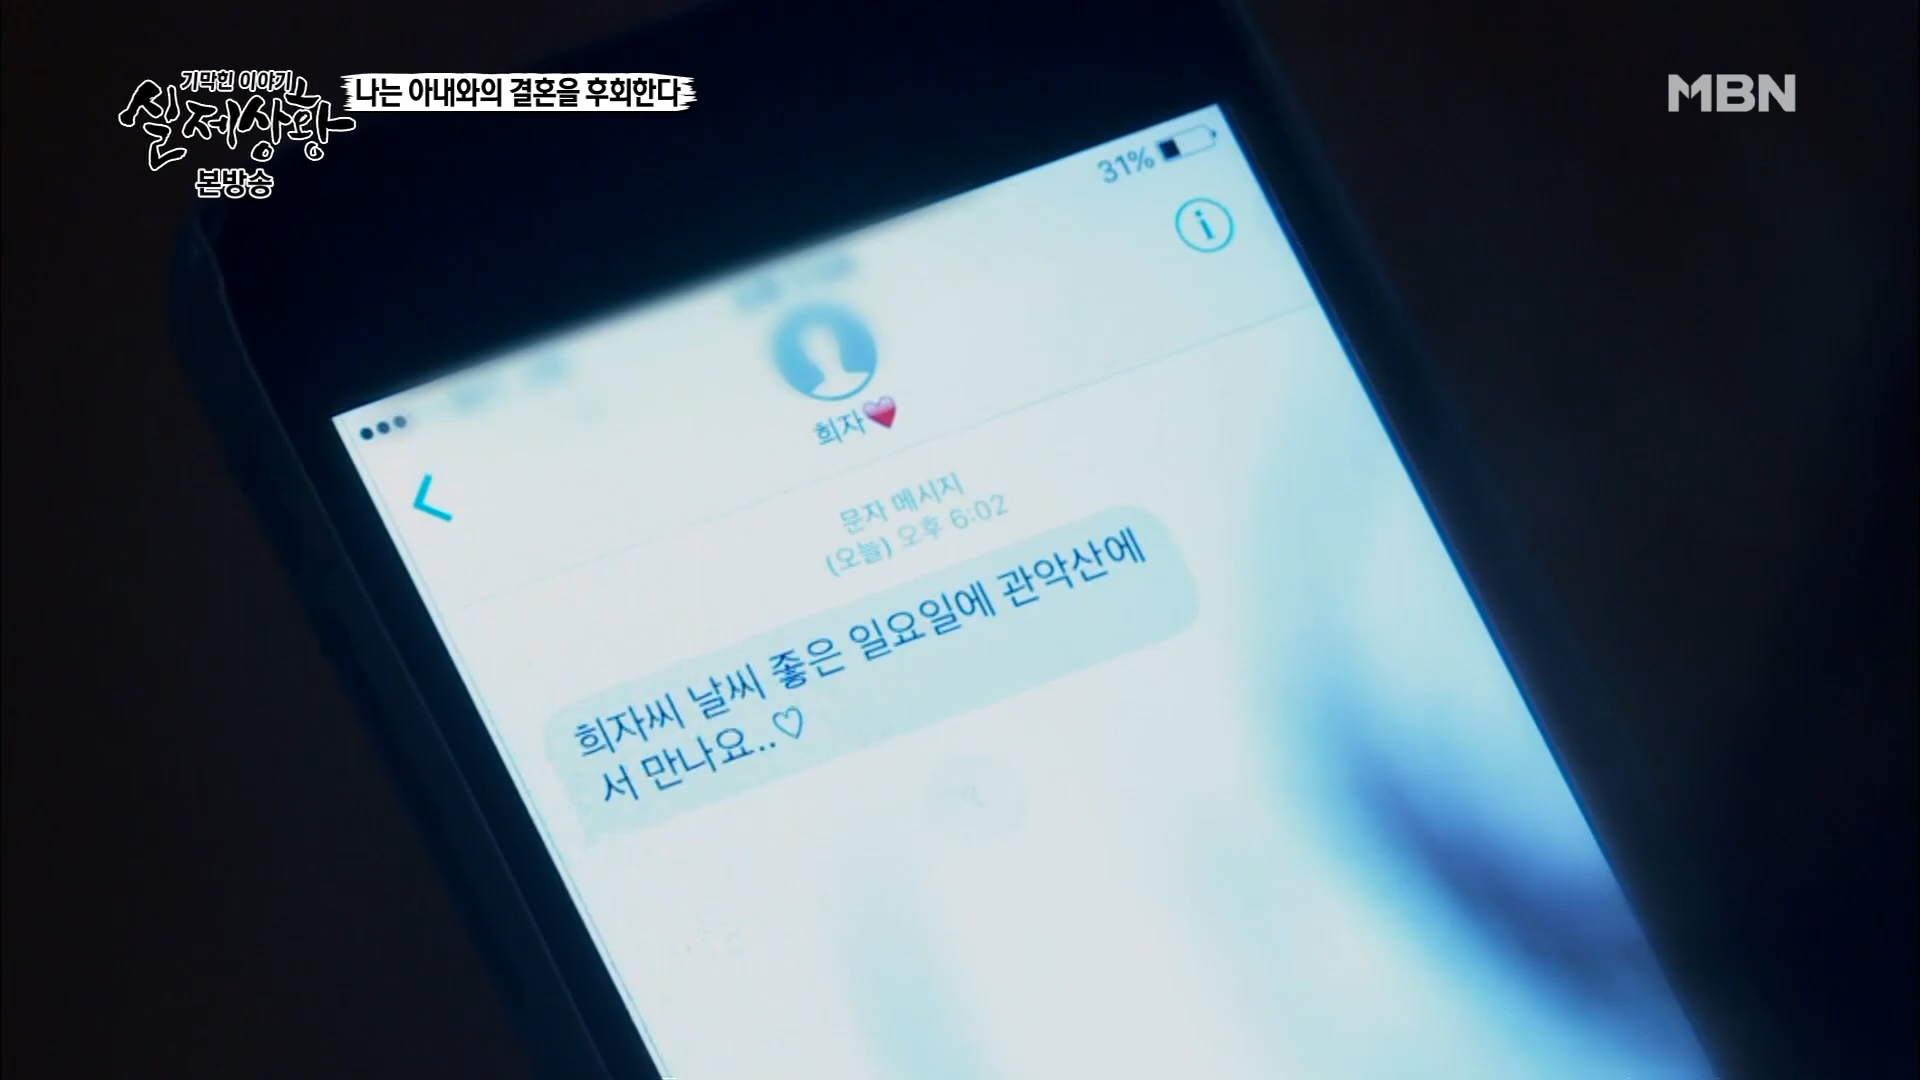 기막힌 이야기
실제상황
본방송
나는 아내와의 결혼을 후회한다
MBN
31%
i
희자
문자 메시지
(오늘) 오후 6:02
희자씨 날씨 좋은 일요일에 관악산에
서 만나요..♡